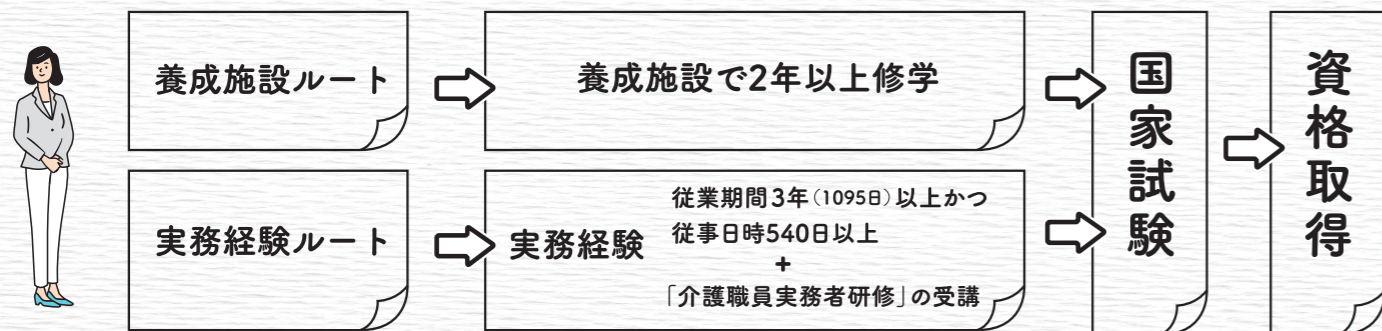 養成施設ルート
養成施設で2年以上修学
実務経験ルート
実務経験
従業期間3年(1095日)以上かつ
従事日時540日以上
+
「介護職員実務者研修」の受講
国家試験
資格取得